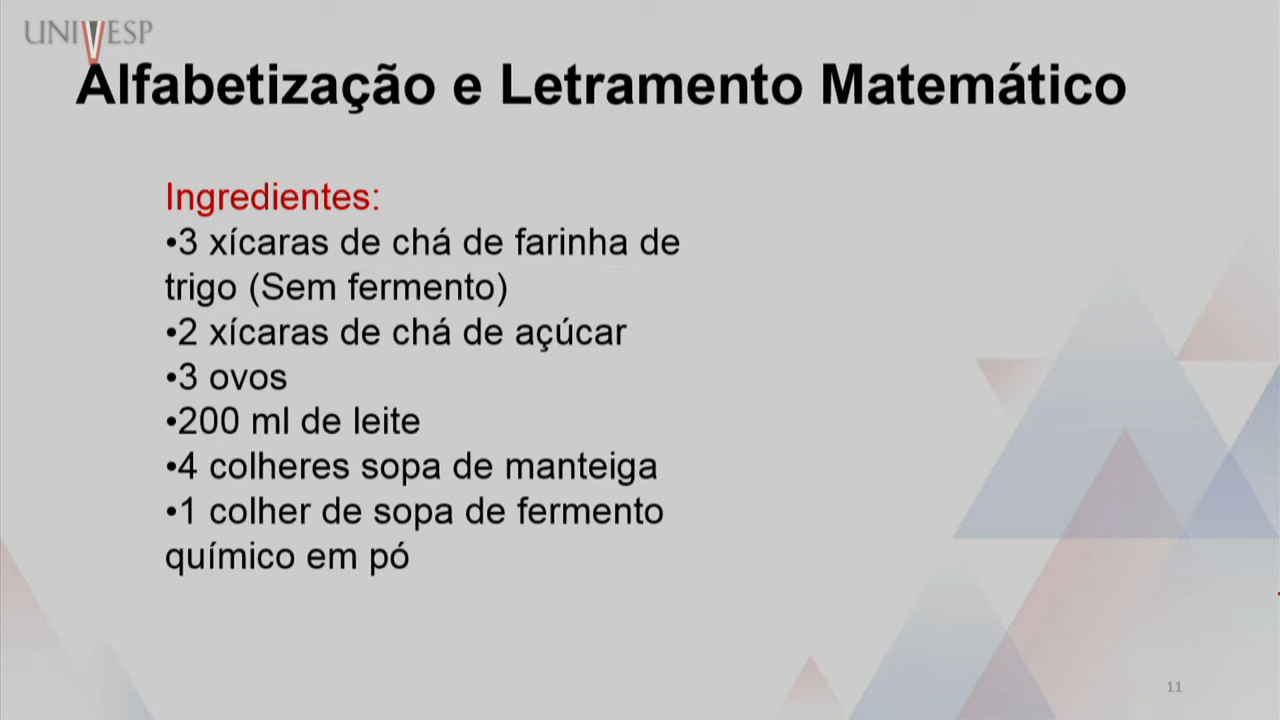 UNIVESP
Alfabetização e Letramento Matemático
Ingredientes:
•3 xícaras de chá de farinha de
trigo (Sem fermento)
•2 xícaras de chá de açúcar
•3 ovos
•200 ml de leite
•4 colheres sopa de manteiga
•1 colher de sopa de fermento
químico em pó
11